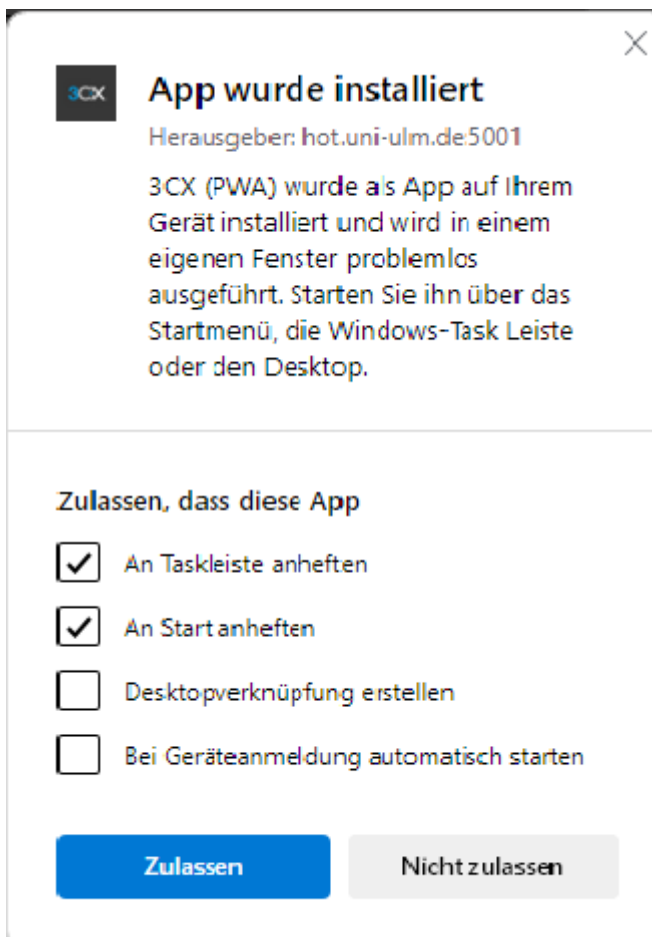 3CX
App wurde installiert
Herausgeber: hot.uni-ulm.de:5001
3CX (PWA) wurde als App auf Ihrem
Gerät installiert und wird in einem
eigenen Fenster problemlos
ausgeführt. Starten Sie ihn über das
Startmenü, die Windows-Task Leiste
oder den Desktop.
Zulassen, dass diese App
An Taskleiste anheften
An Start anheften
Desktopverknüpfung erstellen
Bei Geräteanmeldung automatisch starten
Zulassen
Nicht zulassen